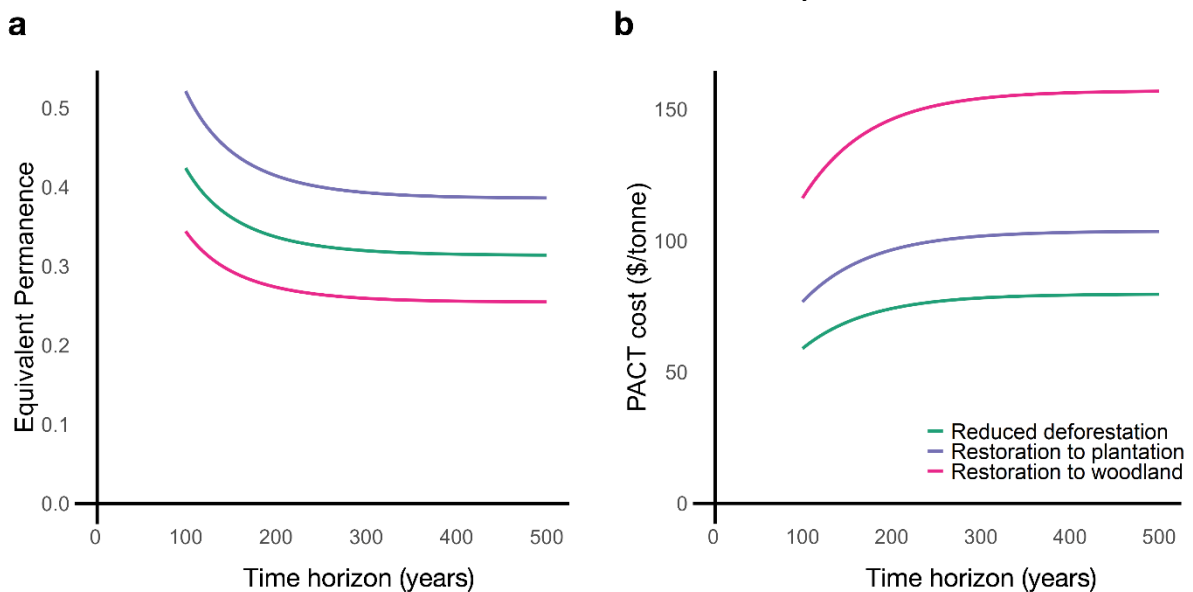 a
Equivalent Permanence
0.5
0.4
0.3
0.2
0.1
0.0
0 100 200 300 400 500
Time horizon (years)
b
PACT cost ($/tonne)
150
100
50
0
Reduced deforestation
Restoration to plantation
Restoration to woodland
0 100 200 300 400 500
Time horizon (years)